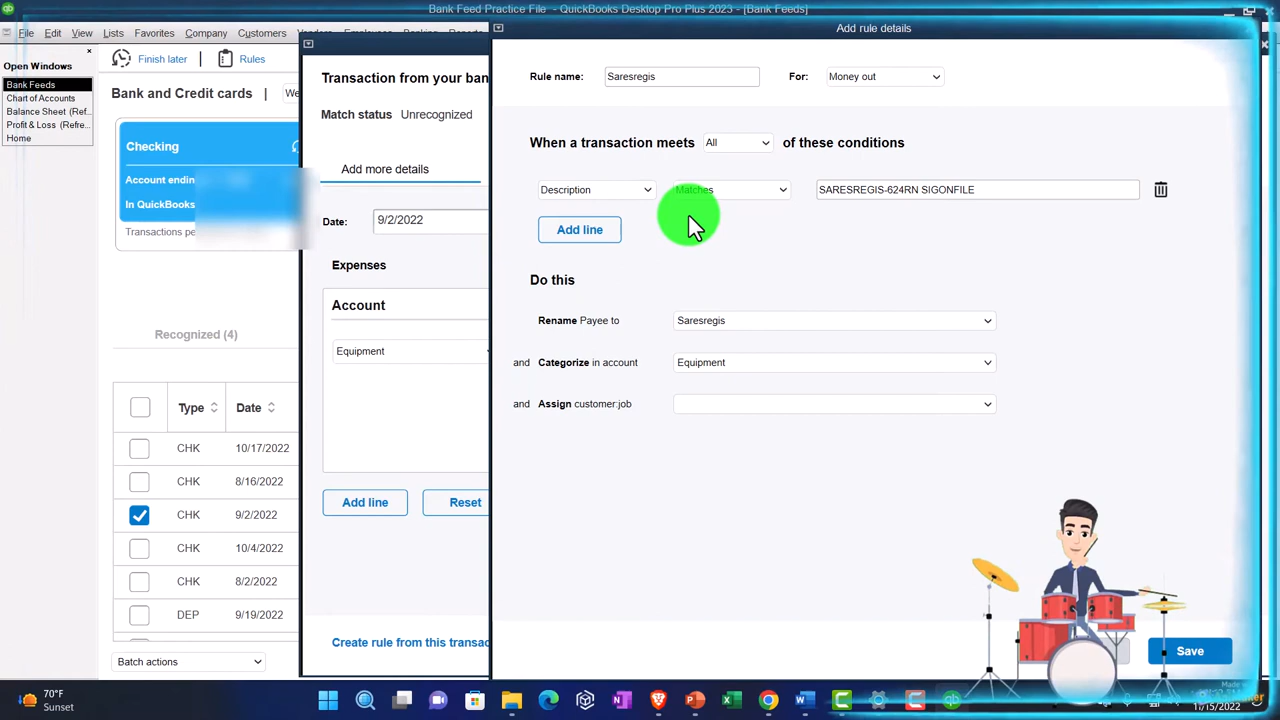 Bank Feed Practice File - QuickBooks Desktop Pro Plus 2023 - [Bank Feeds]
File Edit View Lists Favorites Company Customers
Open Windows
Bank Feeds
Chart of Accounts
Balance Sheet (Ref...
Profit & Loss (Refre...
Home
Finish later
Rules
Bank and Credit cards | We
Checking
Account endin
In QuickBooks
Transactions pe
Recognized (4)
Type Date
CHK 10/17/2022
CHK 8/16/2022
CHK 9/2/2022
CHK 10/4/2022
CHK 8/2/2022
DEP 9/19/2022
Batch actions
Transaction from your ban
Match status Unrecognized
Add more details
Date: 9/2/2022
Expenses
Account
Equipment
Add line Reset
Create rule from this transac
Add rule details
Rule name: Saresregis For: Money out
When a transaction meets All of these conditions
Description Matches SARESREGIS-624RN SIGONFILE
Add line
Do this
Rename Payee to Saresregis
and Categorize in account Equipment
and Assign customer:job
Save
70°F
Sunset
11/15/2022